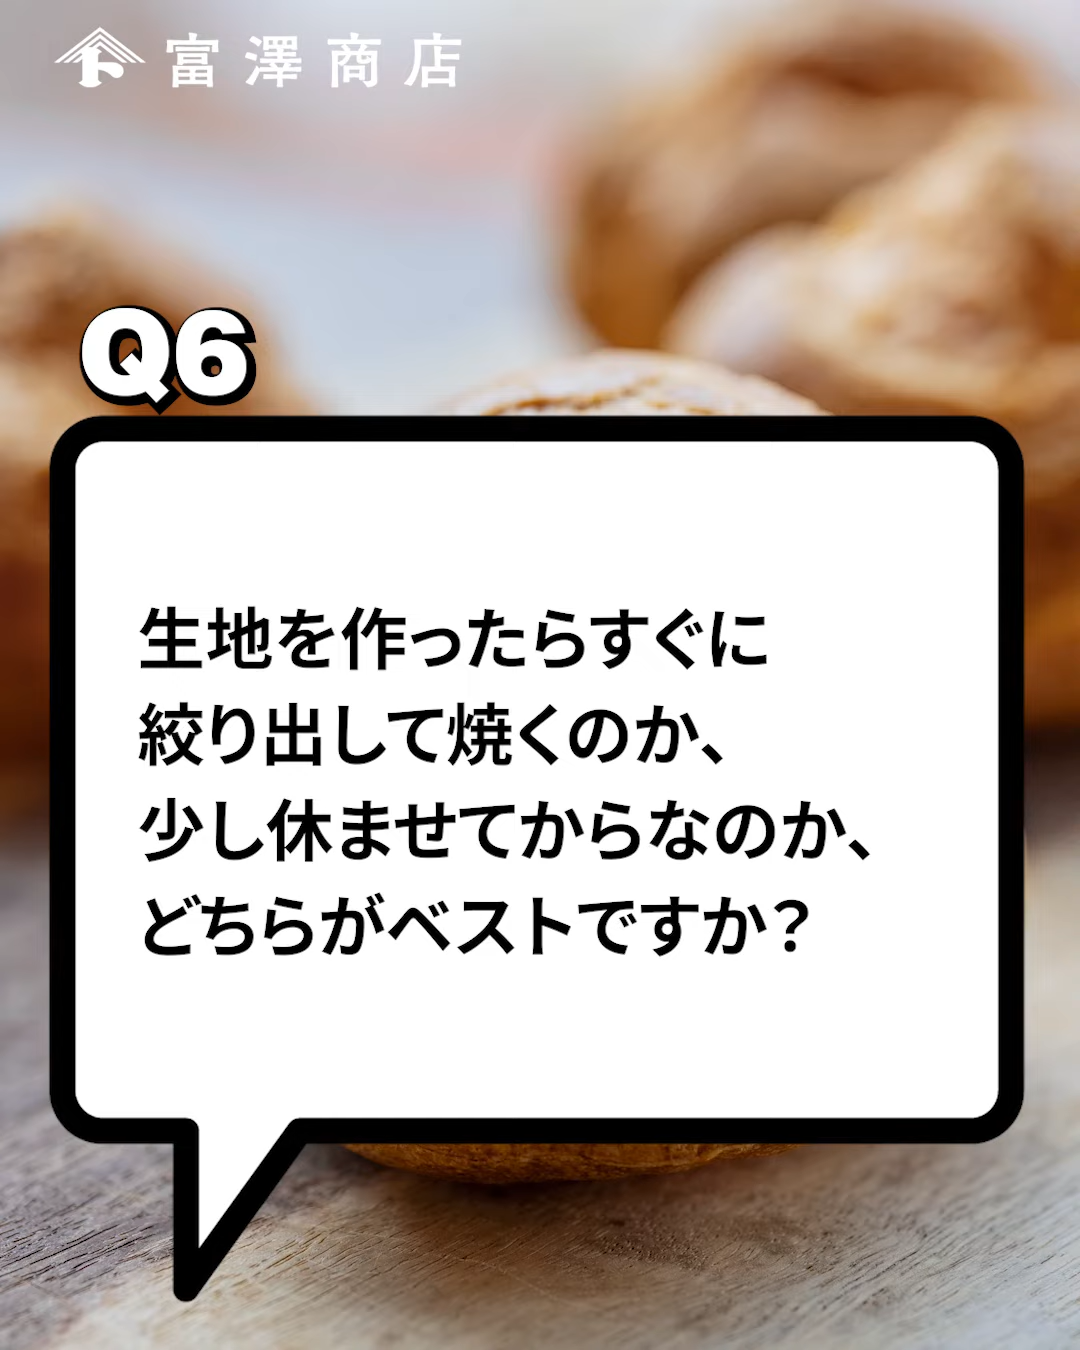 富澤商店
Q6
生地を作ったらすぐに
絞り出して焼くのか、
少し休ませてからなのか、
どちらがベストですか？